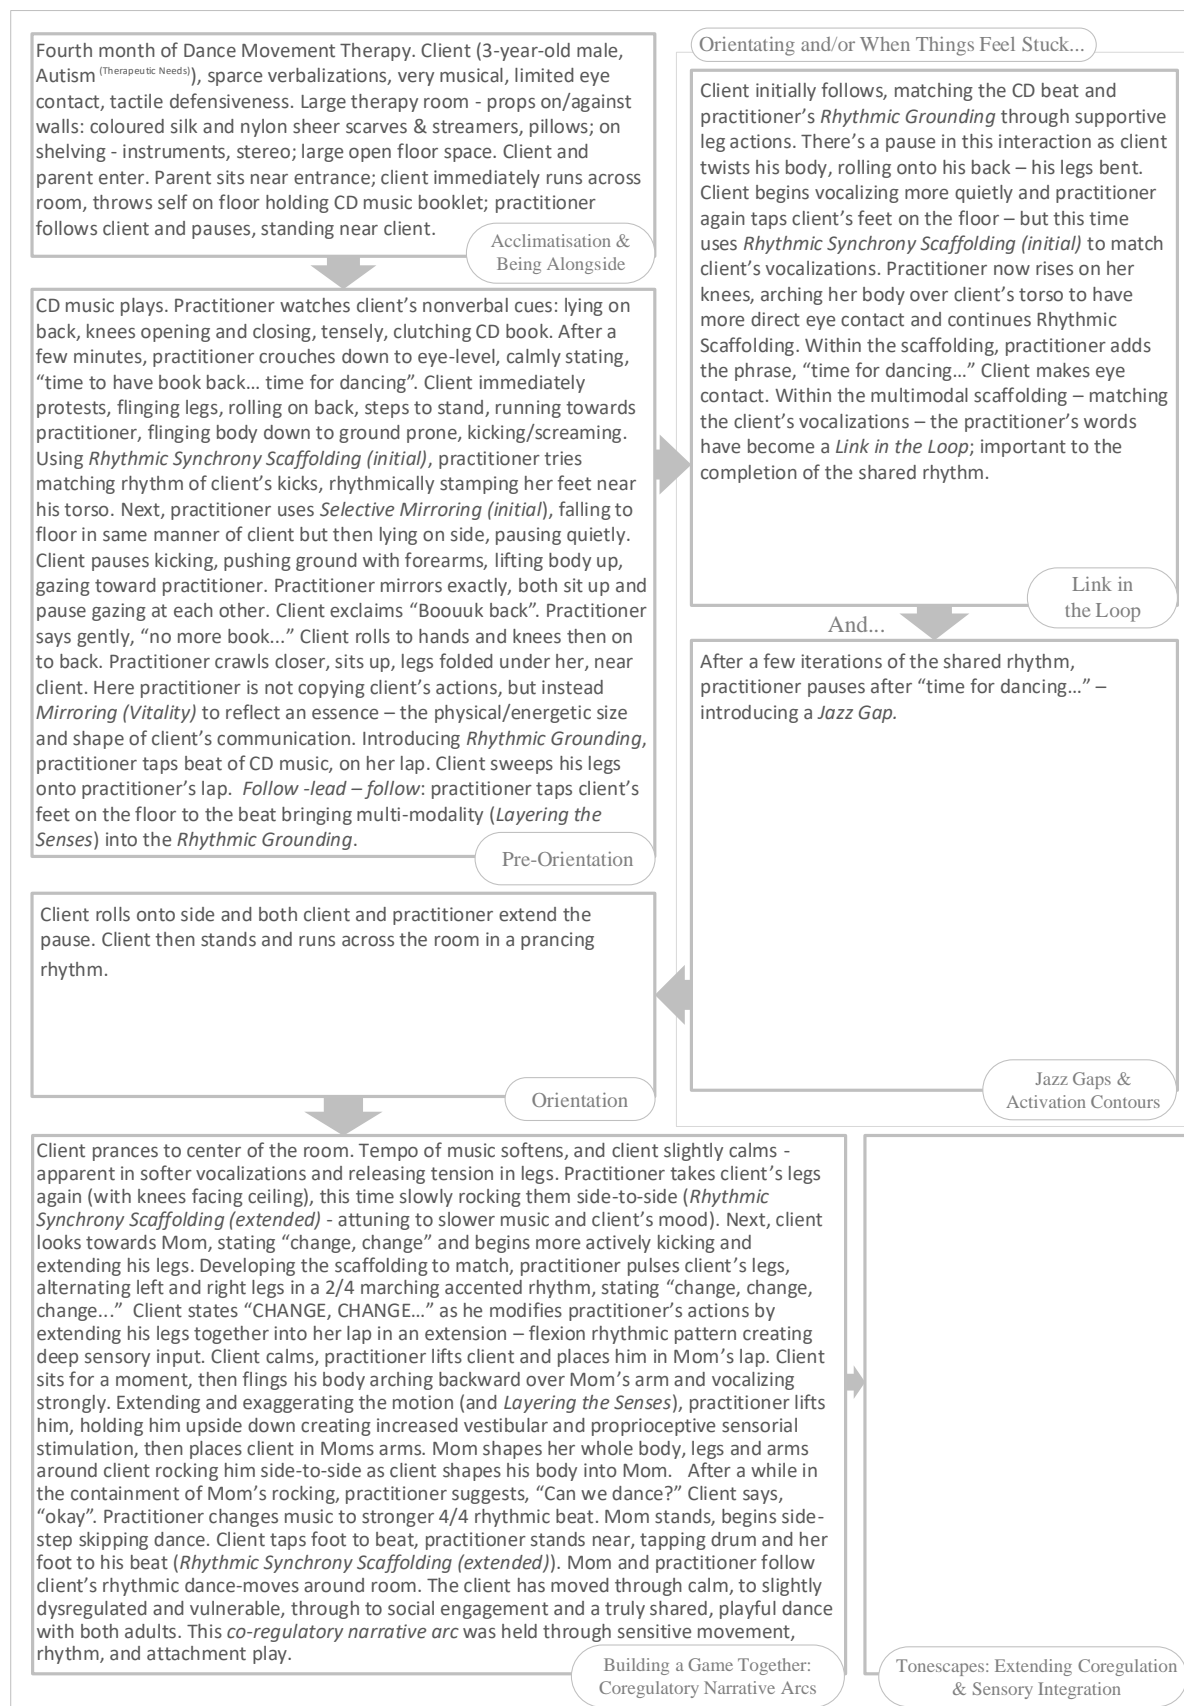 Fourth month of Dance Movement Therapy. Client (3-year-old male,
Autism (Therapeutic Needs)), sparce verbalizations, very musical, limited eye
contact, tactile defensiveness. Large therapy room - props on/against
walls: coloured silk and nylon sheer scarves & streamers, pillows; on
shelving - instruments, stereo; large open floor space. Client and
parent enter. Parent sits near entrance; client immediately runs across
room, throws self on floor holding CD music booklet; practitioner
follows client and pauses, standing near client.
Acclimatisation &
Being Alongside
CD music plays. Practitioner watches client's nonverbal cues: lying on
back, knees opening and closing, tensely, clutching CD book. After a
few minutes, practitioner crouches down to eye-level, calmly stating,
"time to have book back... time for dancing". Client immediately
protests, flinging legs, rolling on back, steps to stand, running towards
practitioner, flinging body down to ground prone, kicking/screaming.
Using Rhythmic Synchrony Scaffolding (initial), practitioner tries
matching rhythm of client's kicks, rhythmically stamping her feet near
his torso. Next, practitioner uses Selective Mirroring (initial), falling to
floor in same manner of client but then lying on side, pausing quietly.
Client pauses kicking, pushing ground with forearms, lifting body up,
gazing toward practitioner. Practitioner mirrors exactly, both sit up and
pause gazing at each other. Client exclaims "Boouuk back". Practitioner
says gently, "no more book..." Client rolls to hands and knees then on
to back. Practitioner crawls closer, sits up, legs folded under her, near
client. Here practitioner is not copying client's actions, but instead
Mirroring (Vitality) to reflect an essence – the physical/energetic size
and shape of client's communication. Introducing Rhythmic Grounding,
practitioner taps beat of CD music, on her lap. Client sweeps his legs
onto practitioner's lap. Follow -lead – follow: practitioner taps client's
feet on the floor to the beat bringing multi-modality (Layering the
Senses) into the Rhythmic Grounding.
Pre-Orientation
Orientating and/or When Things Feel Stuck...
Client initially follows, matching the CD beat and
practitioner's Rhythmic Grounding through supportive
leg actions. There's a pause in this interaction as client
twists his body, rolling onto his back – his legs bent.
Client begins vocalizing more quietly and practitioner
again taps client's feet on the floor – but this time
uses Rhythmic Synchrony Scaffolding (initial) to match
client's vocalizations. Practitioner now rises on her
knees, arching her body over client's torso to have
more direct eye contact and continues Rhythmic
Scaffolding. Within the scaffolding, practitioner adds
the phrase, "time for dancing..." Client makes eye
contact. Within the multimodal scaffolding – matching
the client's vocalizations – the practitioner's words
have become a Link in the Loop; important to the
completion of the shared rhythm.
Link in
the Loop
And...
After a few iterations of the shared rhythm,
practitioner pauses after "time for dancing..." –
introducing a Jazz Gap.
Jazz Gaps &
Activation Contours
Client rolls onto side and both client and practitioner extend the
pause. Client then stands and runs across the room in a prancing
rhythm.
Orientation
Client prances to center of the room. Tempo of music softens, and client slightly calms -
apparent in softer vocalizations and releasing tension in legs. Practitioner takes client's legs
again (with knees facing ceiling), this time slowly rocking them side-to-side (Rhythmic
Synchrony Scaffolding (extended) - attuning to slower music and client's mood). Next, client
looks towards Mom, stating "change, change" and begins more actively kicking and
extending his legs. Developing the scaffolding to match, practitioner pulses client's legs,
alternating left and right legs in a 2/4 marching accented rhythm, stating "change, change,
change..." Client states "CHANGE, CHANGE..." as he modifies practitioner's actions by
extending his legs together into her lap in an extension – flexion rhythmic pattern creating
deep sensory input. Client calms, practitioner lifts client and places him in Mom's lap. Client
sits for a moment, then flings his body arching backward over Mom's arm and vocalizing
strongly. Extending and exaggerating the motion (and Layering the Senses), practitioner lifts
him, holding him upside down creating increased vestibular and proprioceptive sensorial
stimulation, then places client in Moms arms. Mom shapes her whole body, legs and arms
around client rocking him side-to-side as client shapes his body into Mom. After a while in
the containment of Mom's rocking, practitioner suggests, "Can we dance?" Client says,
"okay". Practitioner changes music to stronger 4/4 rhythmic beat. Mom stands, begins side-
step skipping dance. Client taps foot to beat, practitioner stands near, tapping drum and her
foot to his beat (Rhythmic Synchrony Scaffolding (extended)). Mom and practitioner follow
client's rhythmic dance-moves around room. The client has moved through calm, to slightly
dysregulated and vulnerable, through to social engagement and a truly shared, playful dance
with both adults. This co-regulatory narrative arc was held through sensitive movement,
rhythm, and attachment play.
Building a Game Together:
Coregulatory Narrative Arcs
Tonescapes: Extending Coregulation
& Sensory Integration